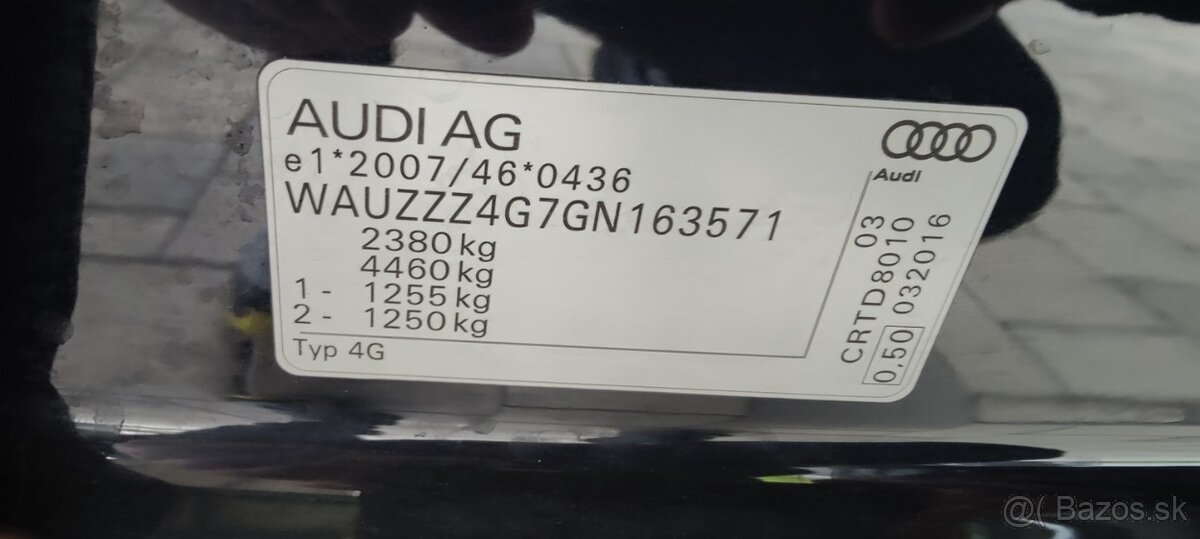 AUDI AG
e1*2007/46*0436
WAUZZZ4G7GN163571
2380 kg
4460 kg
1 - 1255 kg
2 - 1250 kg
Typ 4G
Audi
CRTD8010 03
0.50 032016
@( Bazos.sk